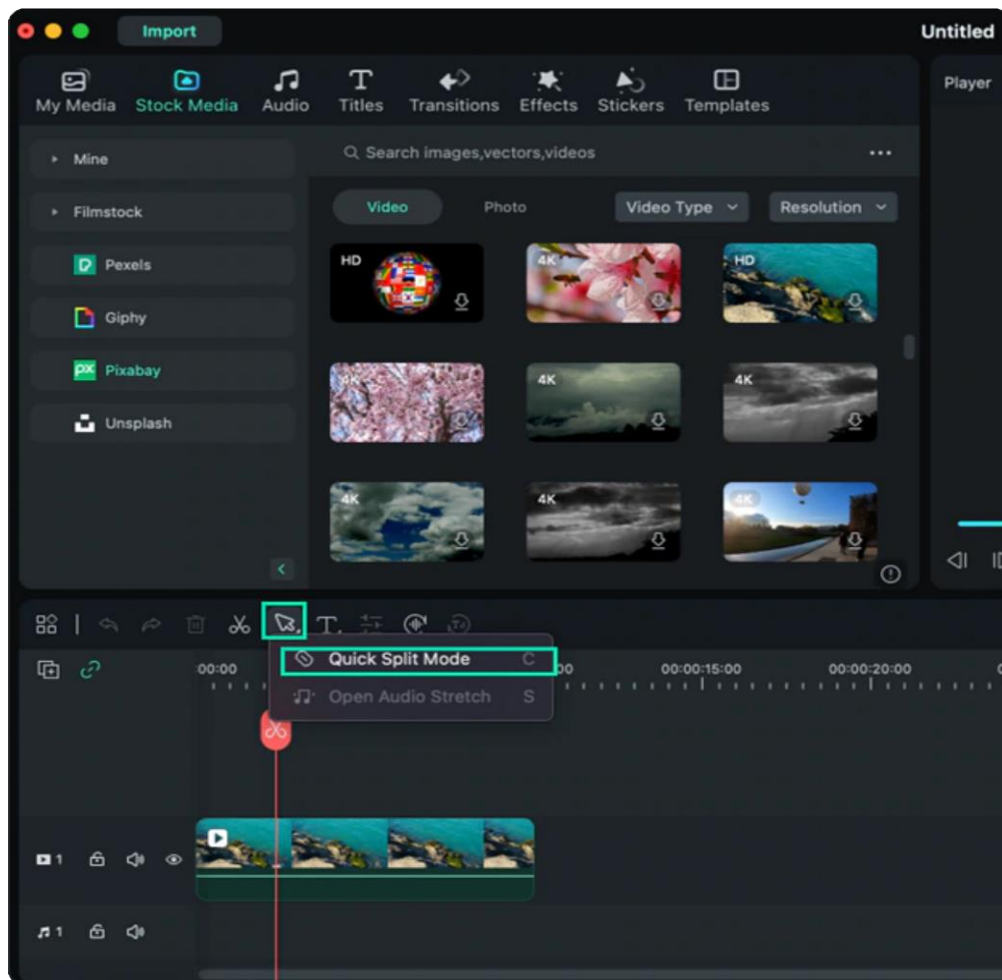 Import
Untitled
My Media Stock Media Audio Titles Transitions Effects Stickers Templates
Player
Mine
Search images,vectors,videos
Filmstock
Video Photo Video Type Resolution
Pexels
HD 4K HD
Giphy
Pixabay
4K 4K 4K
Unsplash
4K 4K 4K
Quick Split Mode C
Open Audio Stretch S
00:00 00:00:15:00 00:00:20:00
1
1